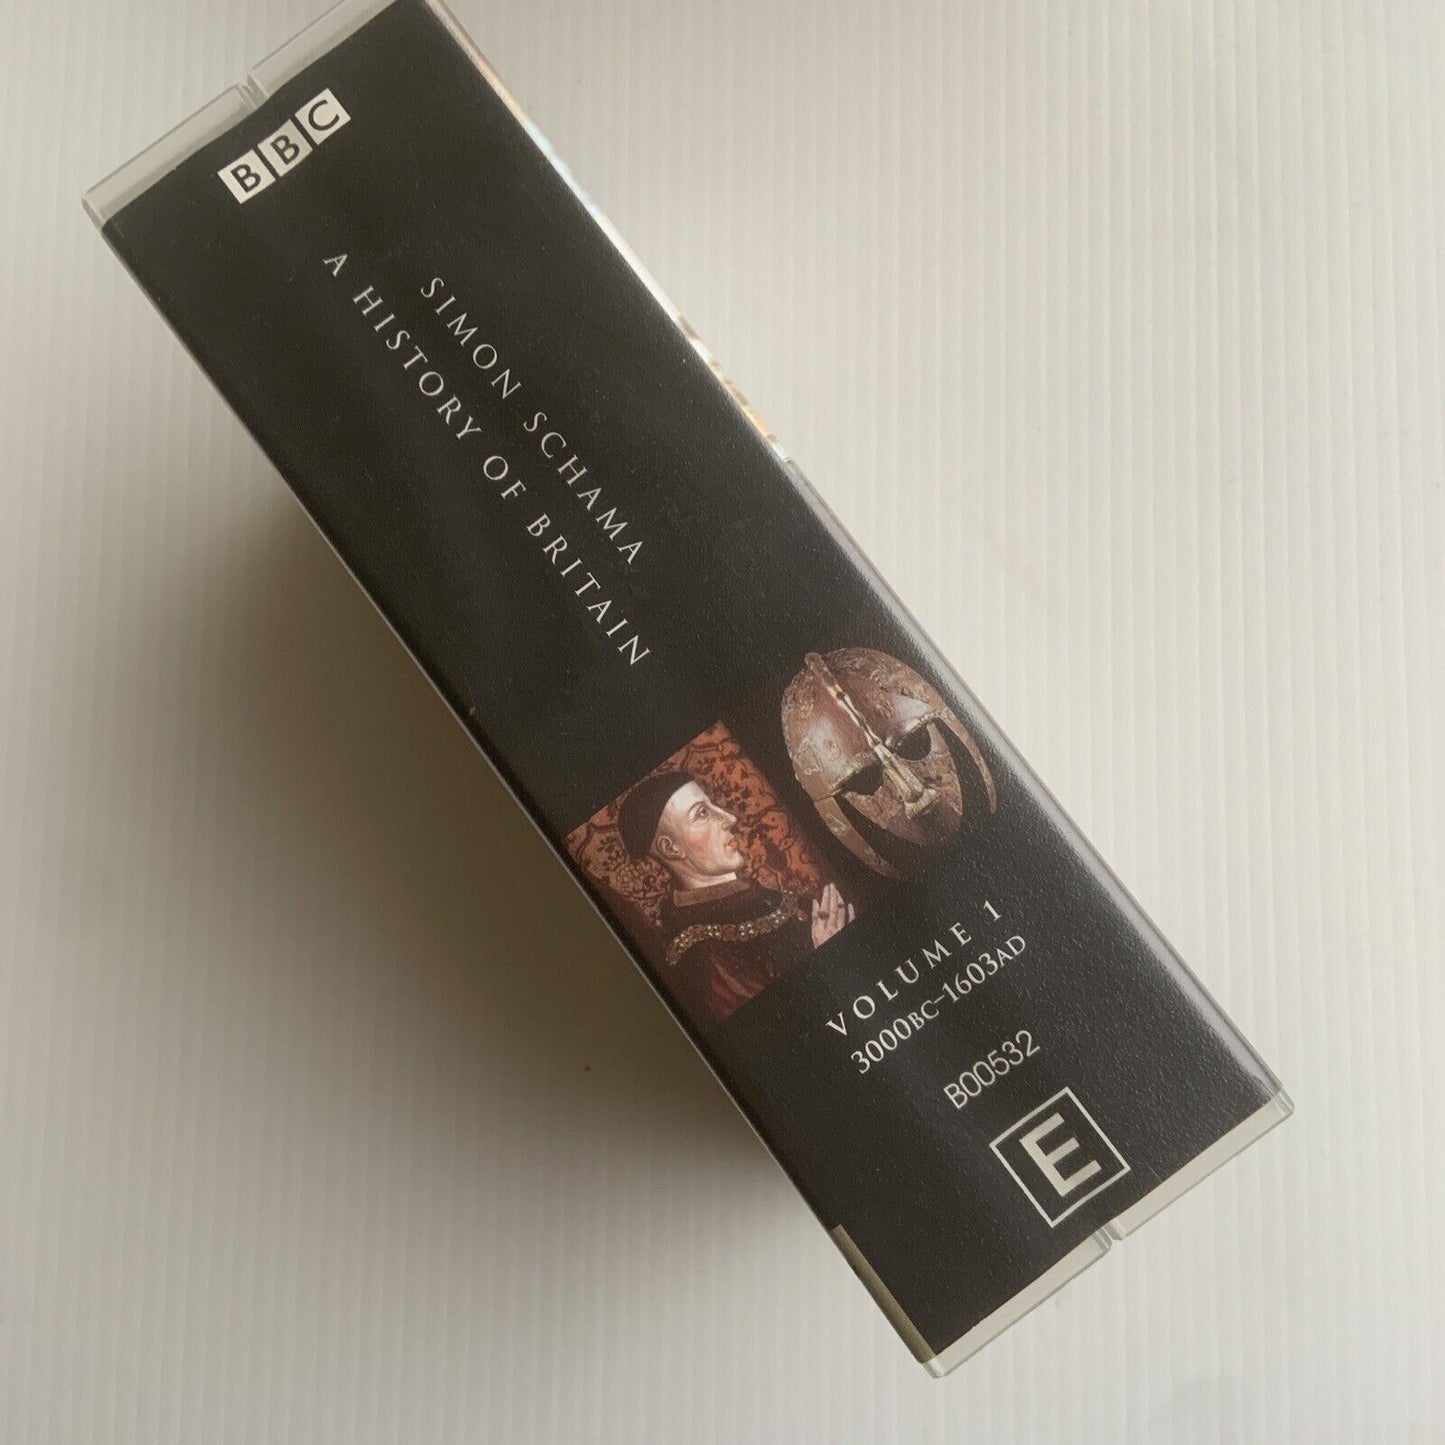 BBC
SIMON SCHAMA
A HISTORY OF BRITAIN
VOLUME 1
3000BC–1603AD
B00532
E